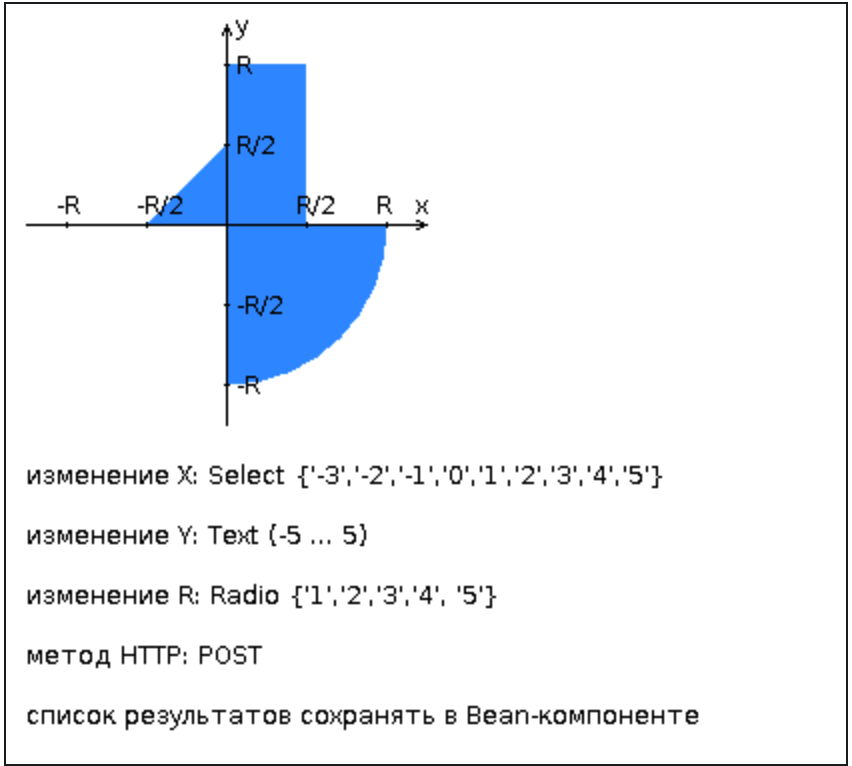 y
R
R/2
-R -R/2 R/2 R x
-R/2
-R
изменение X: Select {'-3','-2','-1','0','1','2','3','4','5'}
изменение Y: Text (-5 ... 5)
изменение R: Radio {'1','2','3','4', '5'}
метод HTTP: POST
список результатов сохранять в Bean-компоненте